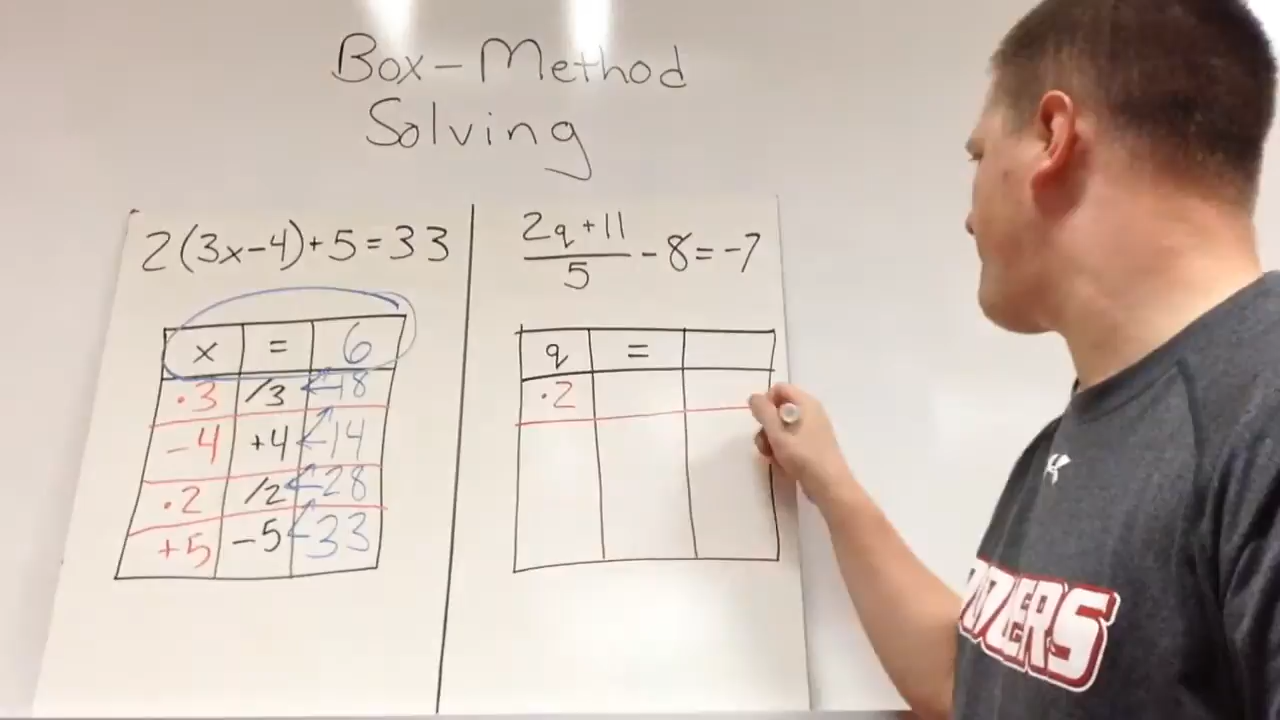 Box-Method
Solving
2(3x-4)+5=33
x = 6
·3 /3 18
-4 +4 14
·2 /2 28
+5 -5 33
2q+11
5
-8=-7
q =
·2